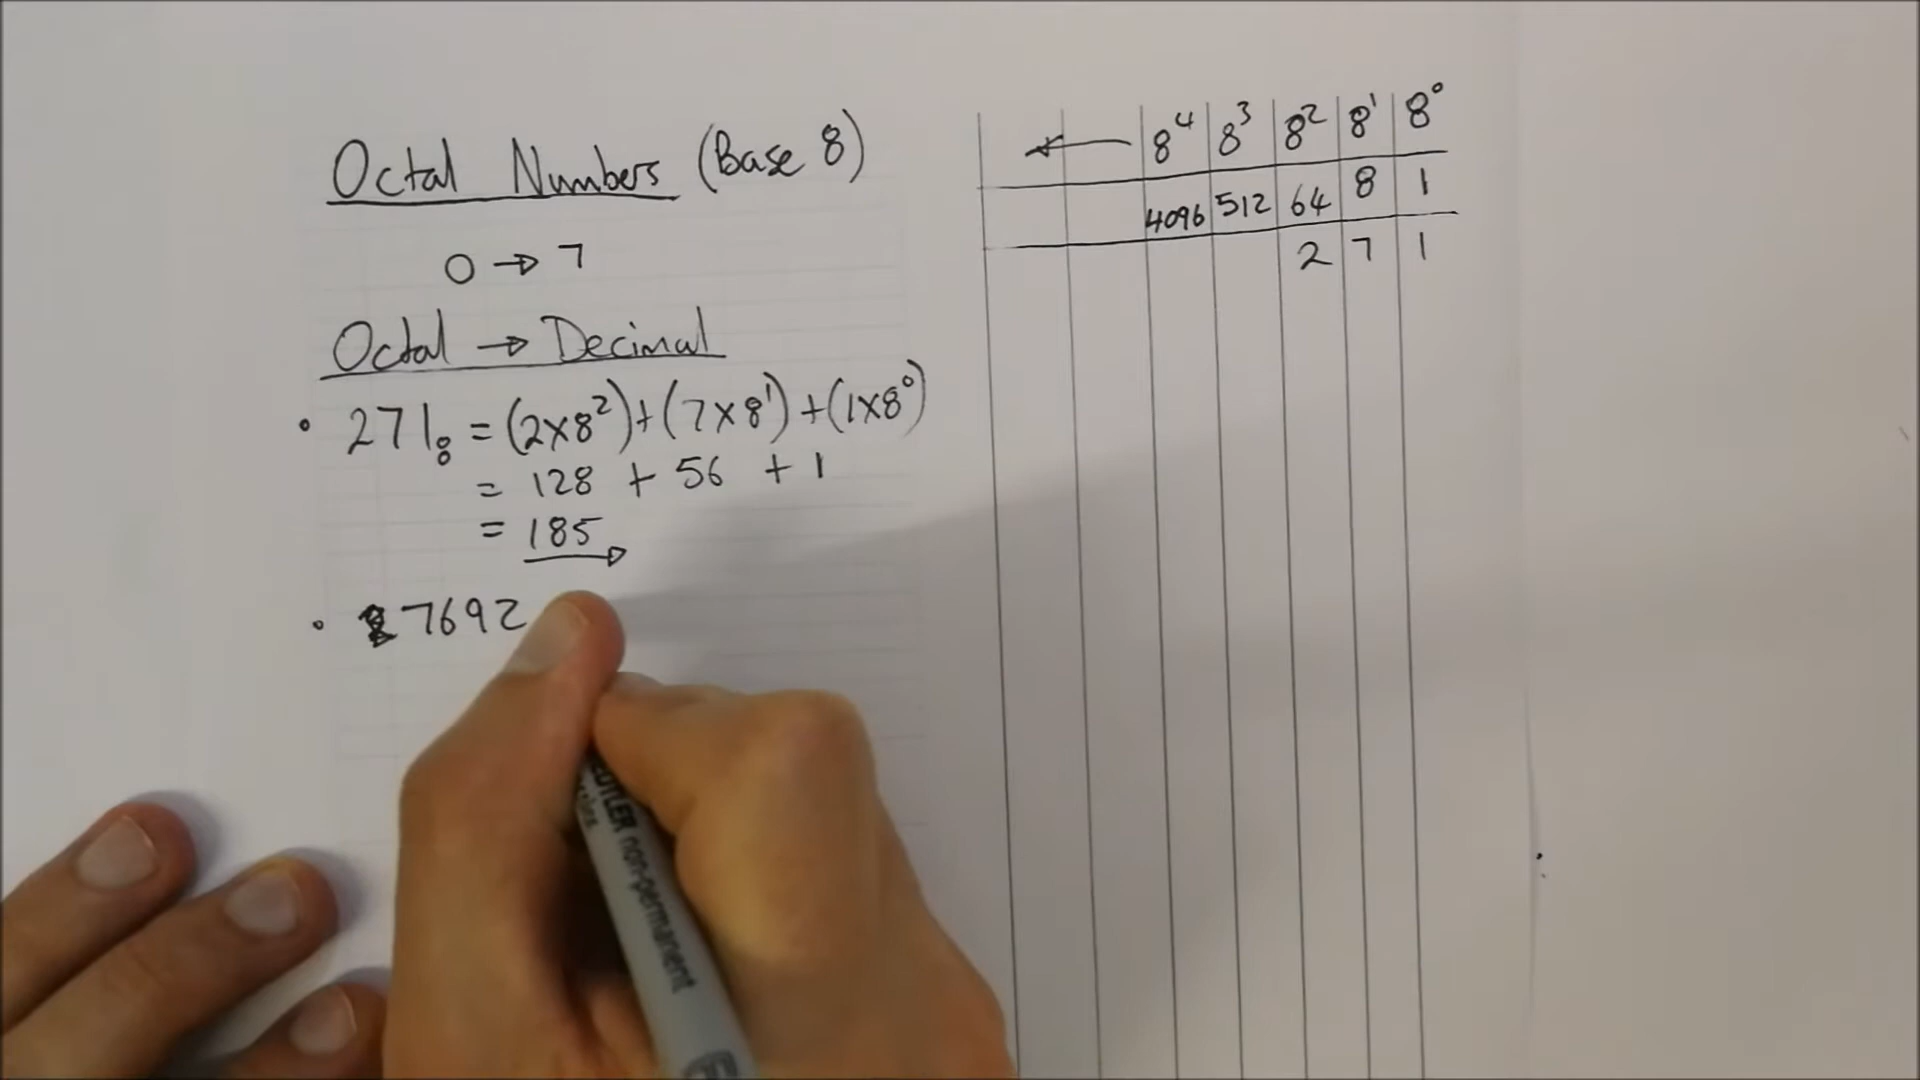 Octal Numbers (Base 8)
0 → 7
Octal → Decimal
• 271₈ = (2×8²)+(7×8¹)+(1×8⁰)
= 128 + 56 + 1
= 185
• 7692
8⁴ 8³ 8² 8¹ 8⁰
4096 512 64 8 1
2 7 1
non-permanent